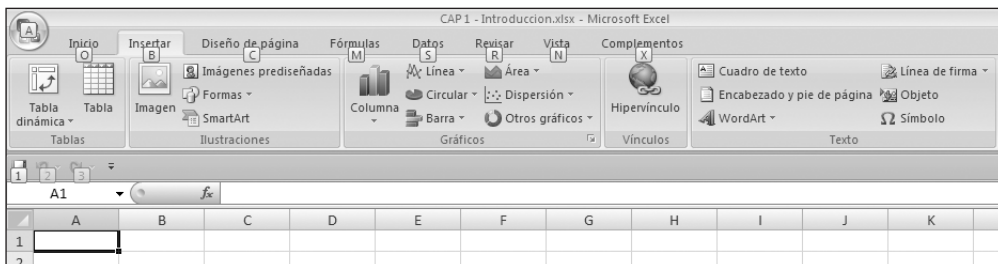 CAP 1 - Introduccion.xlsx - Microsoft Excel
A
Inicio Insertar Diseño de página Fórmulas Datos Revisar Vista Complementos
O B C M S R N X
Imágenes prediseñadas Línea Área Cuadro de texto Línea de firma
Formas Circular Dispersión Encabezado y pie de página Objeto
Tabla dinámica Tabla Imagen SmartArt Columna Barra Otros gráficos Hipervínculo WordArt Símbolo
Tablas Ilustraciones Gráficos Vínculos Texto
1 2 3
A1 fx
A B C D E F G H I J K
1
2